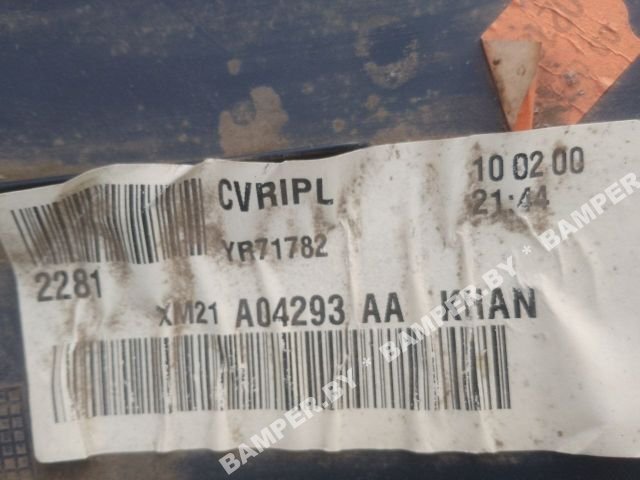 CVRIPL 10 02 00
21:44
YR71782
2281
XM21 A04293 AA
BAMPER.BY * BAMPER.BY * BAMPER